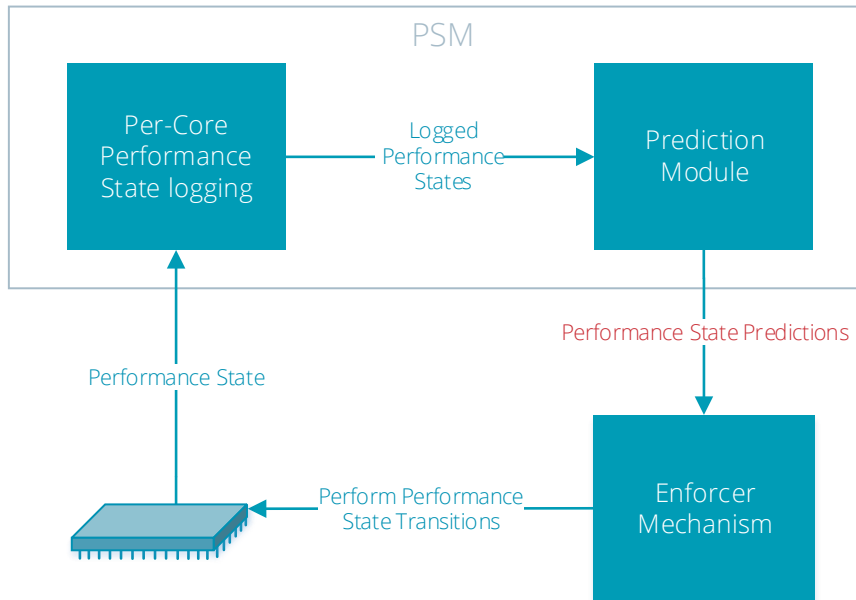 PSM
Per-Core
Performance
State logging
Logged
Performance
States
Prediction
Module
Performance State Predictions
Performance State
Perform Performance
State Transitions
Enforcer
Mechanism